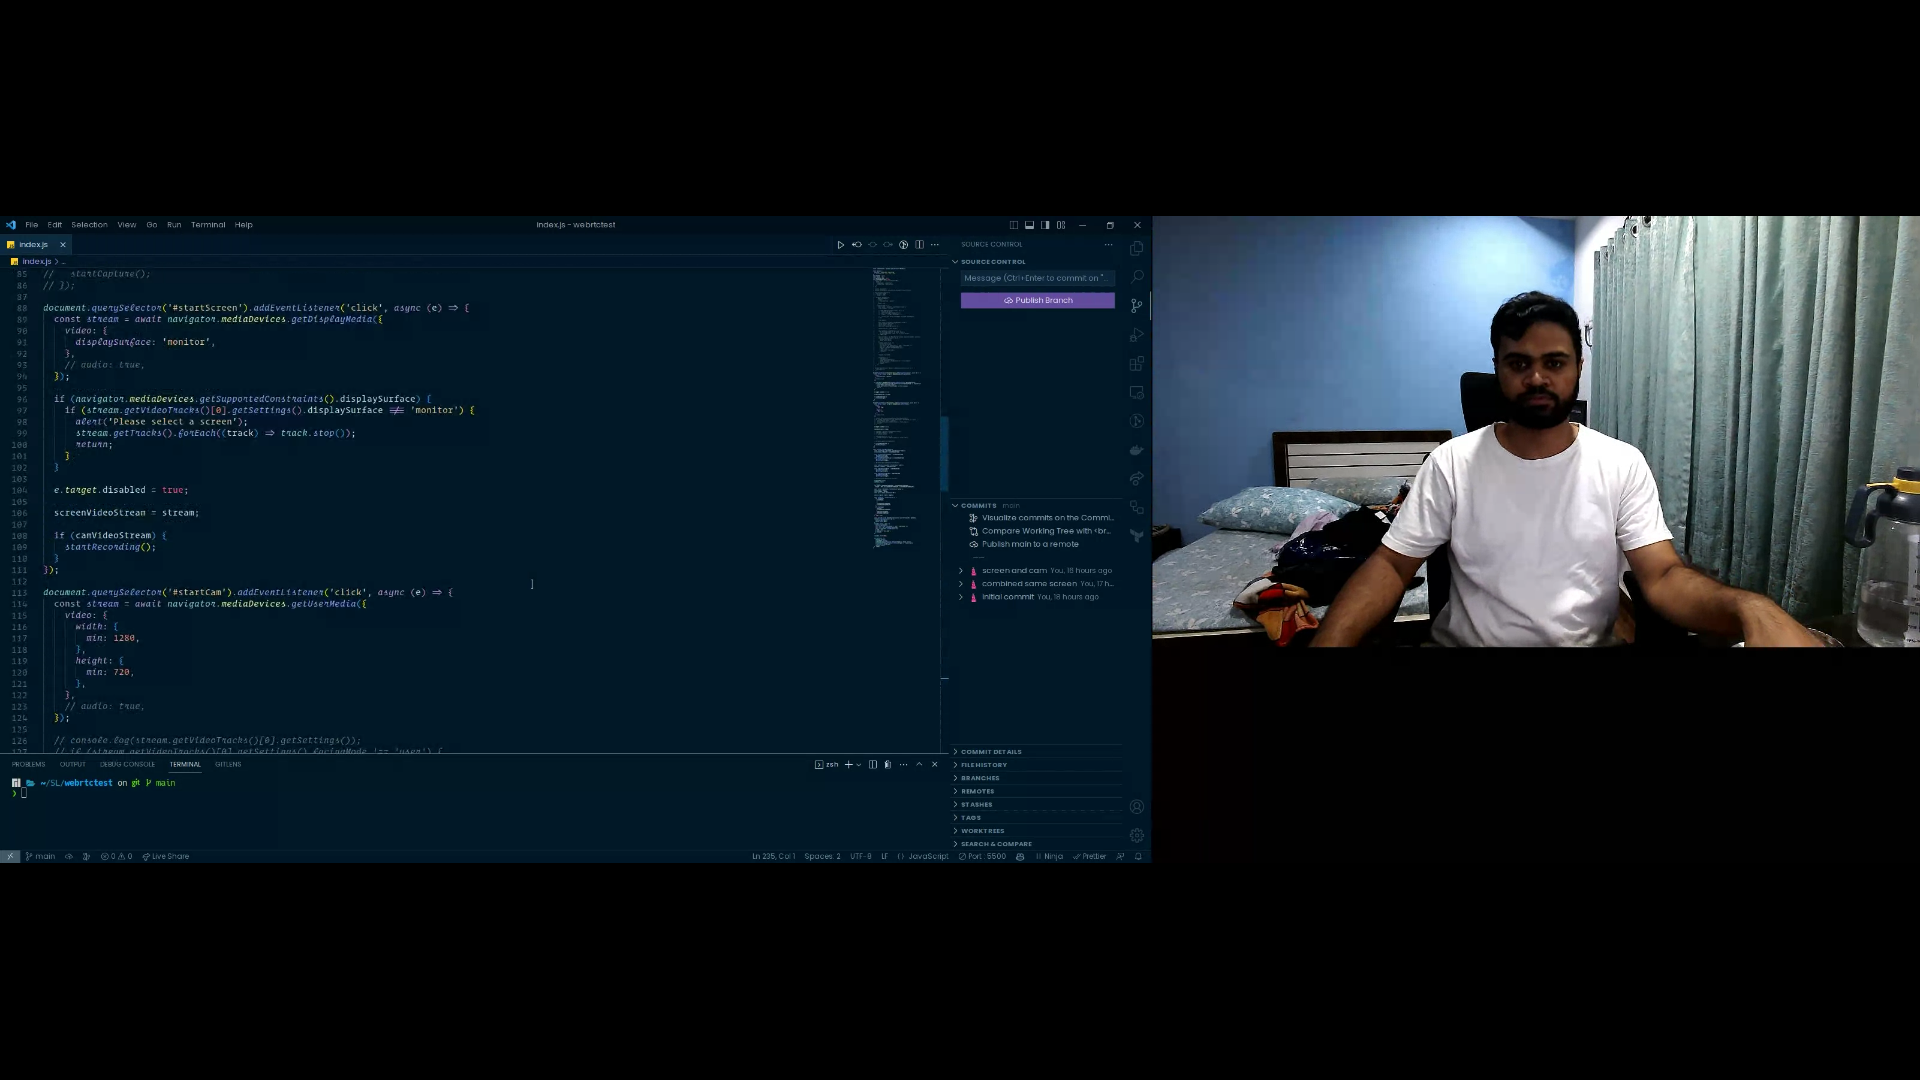 File Edit Selection View Go Run Terminal Help
index.js - webrtctest
index.js
index.js > ...
85 // startCapture();
86 // });
87
88 document.querySelector('#startScreen').addEventListener('click', async (e) => {
89 const stream = await navigator.mediaDevices.getDisplayMedia({
90 video: {
91 displaySurface: 'monitor',
92 },
93 // audio: true,
94 });
95
96 if (navigator.mediaDevices.getSupportedConstraints().displaySurface) {
97 if (stream.getVideoTracks()[0].getSettings().displaySurface !== 'monitor') {
98 alert('Please select a screen');
99 stream.getTracks().forEach((track) => track.stop());
100 return;
101 }
102 }
103
104 e.target.disabled = true;
105
106 screenVideoStream = stream;
107
108 if (camVideoStream) {
109 startRecording();
110 }
111 });
112
113 document.querySelector('#startCam').addEventListener('click', async (e) => {
114 const stream = await navigator.mediaDevices.getUserMedia({
115 video: {
116 width: {
117 min: 1280,
118 },
119 height: {
120 min: 720,
121 },
122 },
123 // audio: true,
124 });
125
126 // console.log(stream.getVideoTracks()[0].getSettings());
127 // if (stream.getVideoTracks()[0].getSettings().facingMode '== 'user') {
PROBLEMS OUTPUT DEBUG CONSOLE TERMINAL GITLENS
zsh
~/SL/webrtctest on git main
main
0 0
Live Share
Ln 235, Col 1 Spaces: 2 UTF-8 LF JavaScript Port : 5500 Ninja Prettier
SOURCE CONTROL
SOURCE CONTROL
Message (Ctrl+Enter to commit on "...
Publish Branch
COMMITS main
Visualize commits on the Commi...
Compare Working Tree with <br...
Publish main to a remote
screen and cam You, 16 hours ago
combined same screen You, 17 h...
initial commit You, 18 hours ago
COMMIT DETAILS
FILE HISTORY
BRANCHES
REMOTES
STASHES
TAGS
WORKTREES
SEARCH & COMPARE